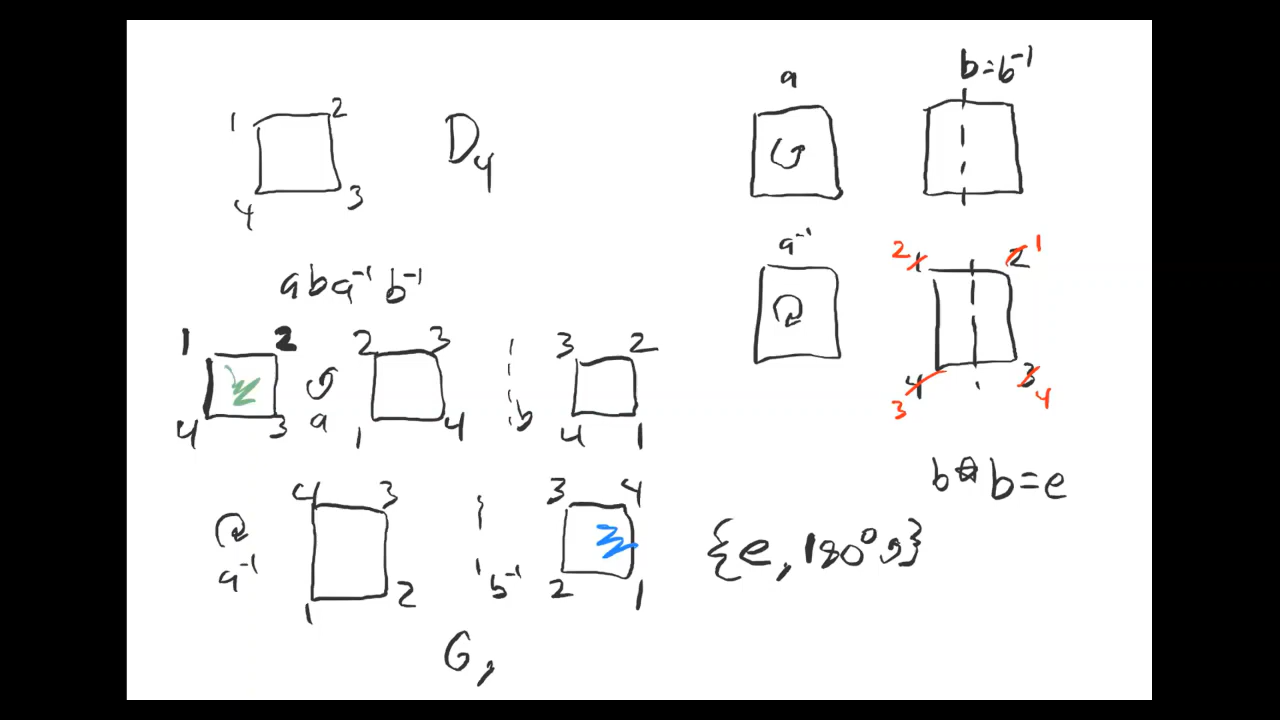 1 2
4 3
D₄
a
b=b⁻¹
a⁻¹
2 1 2 1
4 3 3 4
a b a⁻¹ b⁻¹
1 2 2 3 3 2
4 3 a 1 4 b 4 1
4 3 3 4
a⁻¹ 1 2 b⁻¹ 2 1
b b = e
{e, 180° }
G,